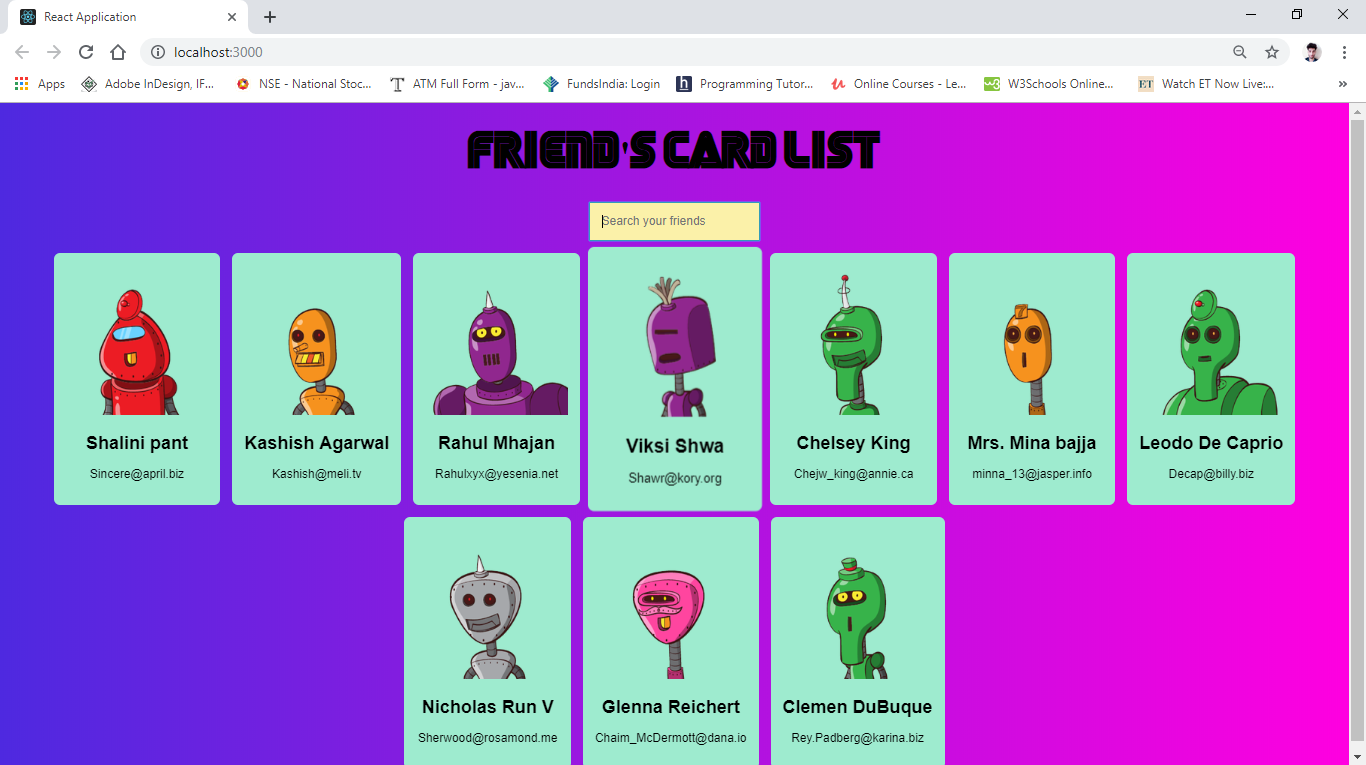 React Application
localhost:3000
Apps Adobe InDesign, IF... NSE - National Stoc... ATM Full Form - jav... FundsIndia: Login Programming Tutor... Online Courses - Le... W3Schools Online... ET Watch ET Now Live:... »
FRIEND'S CARD LIST
Search your friends
Shalini pant Kashish Agarwal Rahul Mhajan Viksi Shwa Chelsey King Mrs. Mina bajja Leodo De Caprio
Sincere@april.biz Kashish@meli.tv Rahulxyx@yesenia.net Shawr@kory.org Chejw_king@annie.ca minna_13@jasper.info Decap@billy.biz
Nicholas Run V Glenna Reichert Clemen DuBuque
Sherwood@rosamond.me Chaim_McDermott@dana.io Rey.Padberg@karina.biz